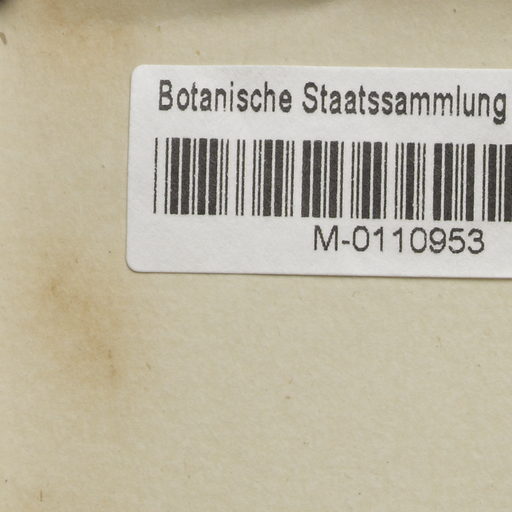 Botanische Staatssammlung
M-0110953